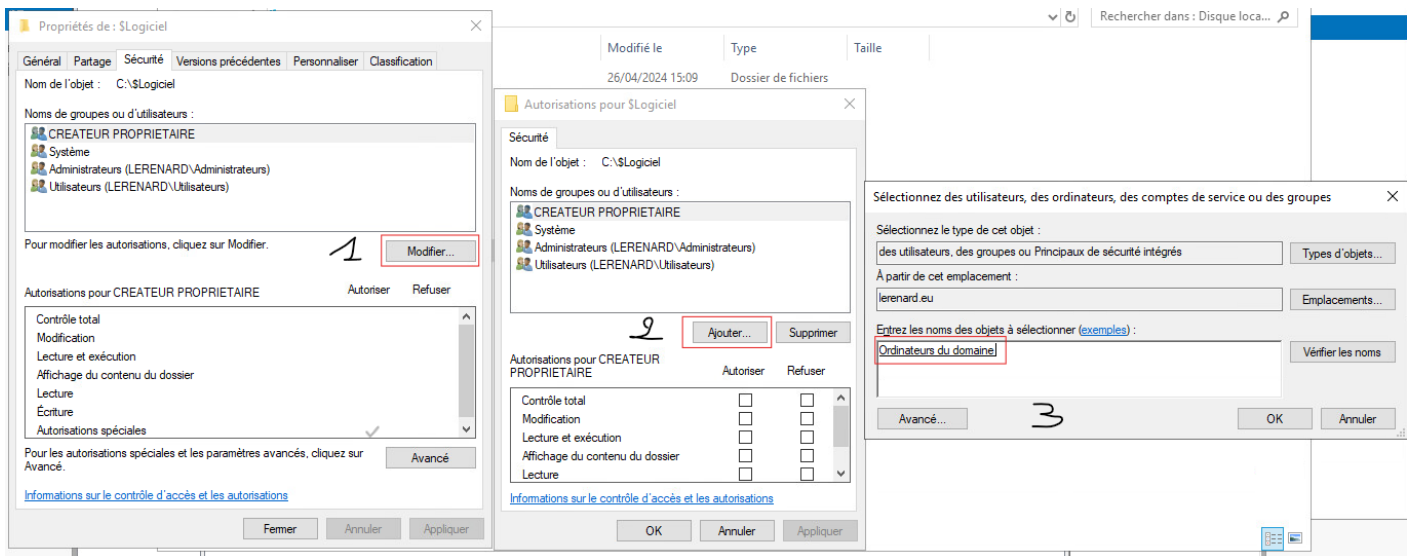 Propriétés de : $Logiciel
Général Partage Sécurité Versions précédentes Personnaliser Classification
Nom de l'objet : C:\$Logiciel
Noms de groupes ou d'utilisateurs :
CREATEUR PROPRIETAIRE
Système
Administrateurs (LERENARD\Administrateurs)
Utilisateurs (LERENARD\Utilisateurs)
Pour modifier les autorisations, cliquez sur Modifier.
1
Modifier...
Autorisations pour CREATEUR PROPRIETAIRE Autoriser Refuser
Contrôle total
Modification
Lecture et exécution
Affichage du contenu du dossier
Lecture
Écriture
Autorisations spéciales
Pour les autorisations spéciales et les paramètres avancés, cliquez sur
Avancé.
Avancé
Informations sur le contrôle d'accès et les autorisations
Fermer Annuler Appliquer
Rechercher dans : Disque loca...
Modifié le Type Taille
26/04/2024 15:09 Dossier de fichiers
Autorisations pour $Logiciel
Sécurité
Nom de l'objet : C:\$Logiciel
Noms de groupes ou d'utilisateurs :
CREATEUR PROPRIETAIRE
Système
Administrateurs (LERENARD\Administrateurs)
Utilisateurs (LERENARD\Utilisateurs)
2
Ajouter... Supprimer
Autorisations pour CREATEUR
PROPRIETAIRE Autoriser Refuser
Contrôle total
Modification
Lecture et exécution
Affichage du contenu du dossier
Lecture
Informations sur le contrôle d'accès et les autorisations
OK Annuler Appliquer
Sélectionnez des utilisateurs, des ordinateurs, des comptes de service ou des groupes
Sélectionnez le type de cet objet :
des utilisateurs, des groupes ou Principaux de sécurité intégrés Types d'objets...
À partir de cet emplacement :
lerenard.eu Emplacements...
Entrez les noms des objets à sélectionner (exemples) :
Ordinateurs du domaine Vérifier les noms
Avancé... 3 OK Annuler